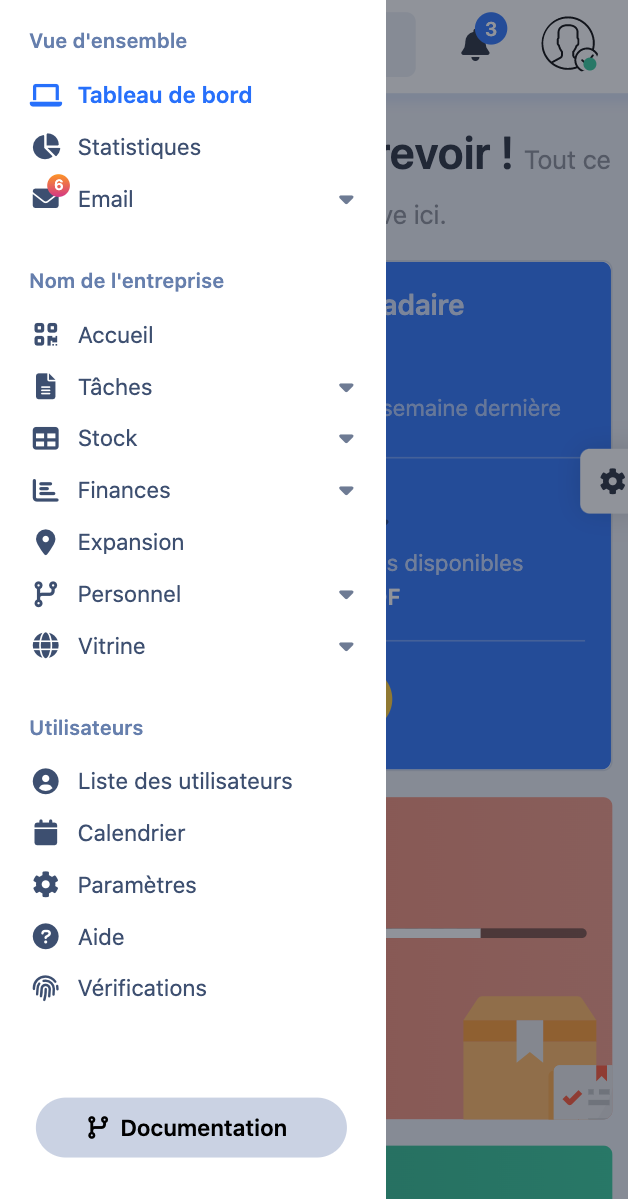 Vue d'ensemble
Tableau de bord
Statistiques
6
Email
Nom de l'entreprise
Accueil
Tâches
Stock
Finances
Expansion
Personnel
Vitrine
Utilisateurs
Liste des utilisateurs
Calendrier
Paramètres
Aide
Vérifications
Documentation
3
revoir ! Tout ce
ve ici.
adaire
semaine dernière
s disponibles
F